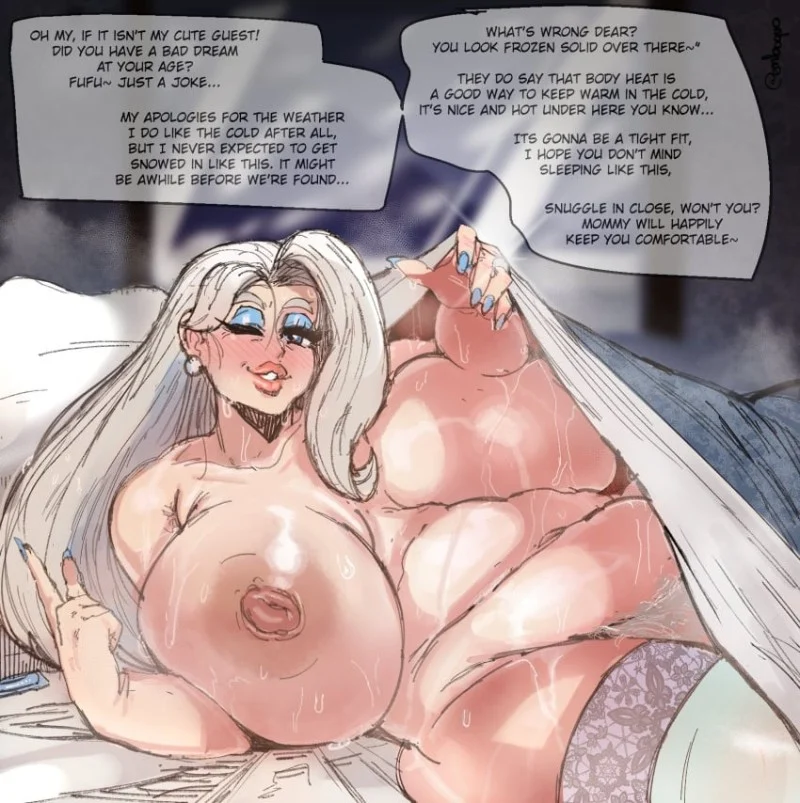 OH MY, IF IT ISN'T MY CUTE GUEST!
DID YOU HAVE A BAD DREAM
AT YOUR AGE?
FUFU~ JUST A JOKE...
MY APOLOGIES FOR THE WEATHER
I DO LIKE THE COLD AFTER ALL,
BUT I NEVER EXPECTED TO GET
SNOWED IN LIKE THIS. IT MIGHT
BE AWHILE BEFORE WE'RE FOUND...
WHAT'S WRONG DEAR?
YOU LOOK FROZEN SOLID OVER THERE~"
THEY DO SAY THAT BODY HEAT IS
A GOOD WAY TO KEEP WARM IN THE COLD,
IT'S NICE AND HOT UNDER HERE YOU KNOW...
ITS GONNA BE A TIGHT FIT,
I HOPE YOU DON'T MIND
SLEEPING LIKE THIS,
SNUGGLE IN CLOSE, WON'T YOU?
MOMMY WILL HAPPILY
KEEP YOU COMFORTABLE~